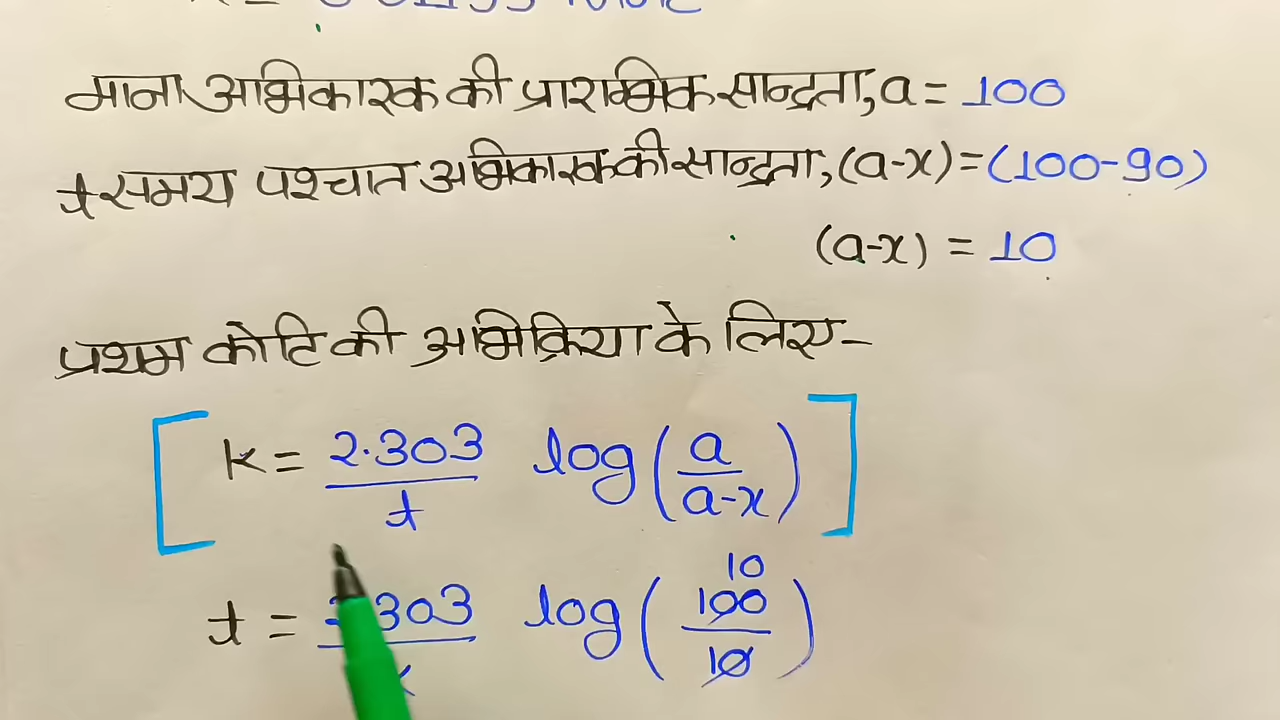 माना अभिकारक की प्रारम्भिक सान्द्रता, a = 100
t समय पश्चात अभिकारक की सान्द्रता, (a-x) = (100-90)
(a-x) = 10
प्रथम कोटि की अभिक्रिया के लिए-
[ k = 2.303/t log(a/a-x) ]
10
t = 2.303/k log(100/10)